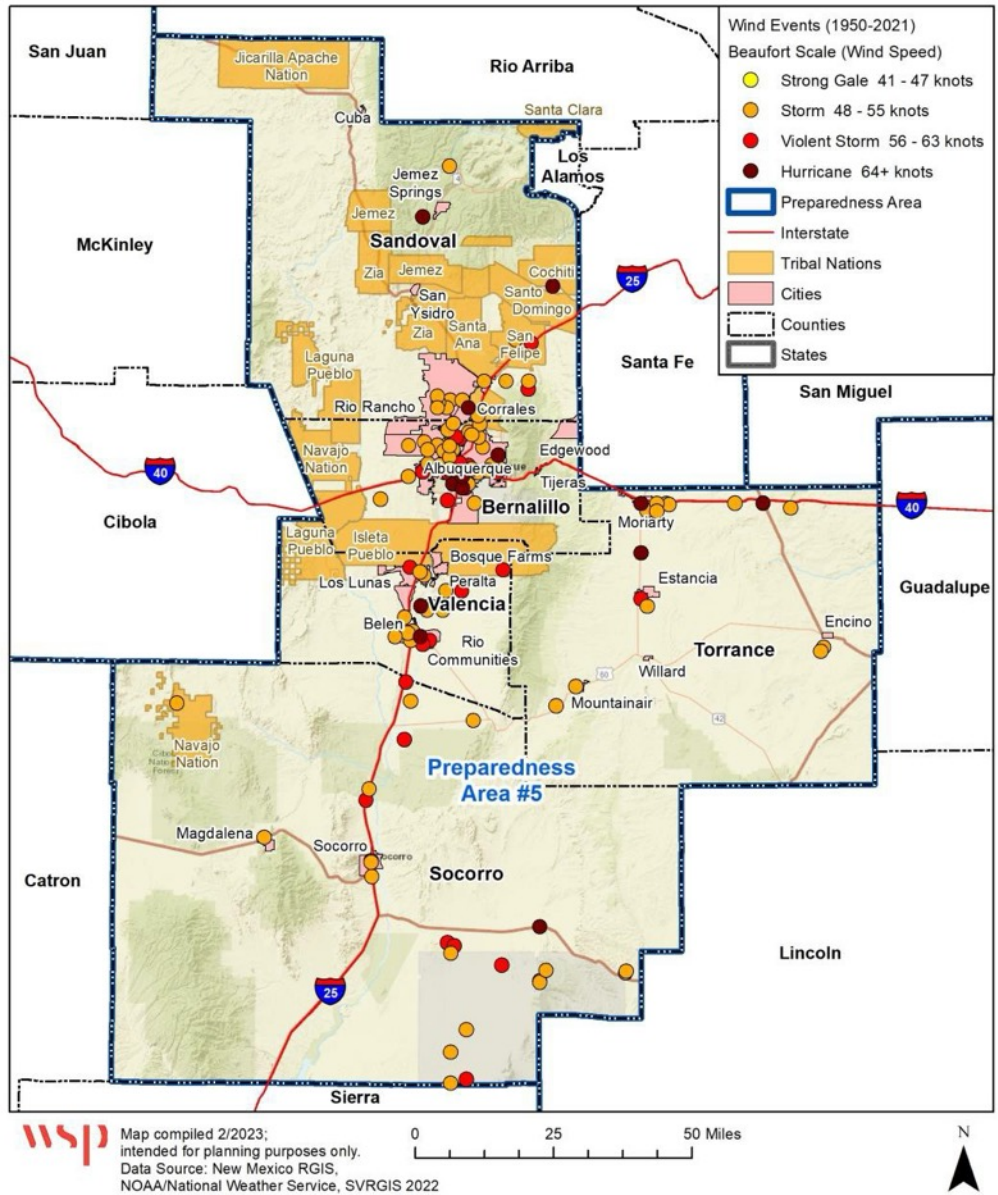 San Juan
Jicarilla Apache
Nation
Rio Arriba
Cuba
Santa Clara
Los
Alamos
Jemez
Springs
Jemez
McKinley
Sandoval
Zia
Jemez
Cochiti
San
Ysidro
Santo
Domingo
Zia
Santa
Ana
San
Felipe
25
Laguna
Pueblo
Santa Fe
San Miguel
Rio Rancho
Corrales
Navajo
Nation
Edgewood
Albuquerque
Tijeras
40
Cibola
Bernalillo
Moriarty
40
Laguna
Pueblo
Isleta
Pueblo
Bosque Farms
Los Lunas
Peralta
Estancia
Guadalupe
Valencia
Belen
Rio
Communities
Encino
Torrance
Willard
60
Mountainair
42
Navajo
Nation
Preparedness
Area #5
Magdalena
Socorro
Socorro
Catron
Lincoln
25
Sierra
Wind Events (1950-2021)
Beaufort Scale (Wind Speed)
Strong Gale 41 - 47 knots
Storm 48 - 55 knots
Violent Storm 56 - 63 knots
Hurricane 64+ knots
Preparedness Area
Interstate
Tribal Nations
Cities
Counties
States
wsp
Map compiled 2/2023;
intended for planning purposes only.
Data Source: New Mexico RGIS,
NOAA/National Weather Service, SVRGIS 2022
0 25 50 Miles
N